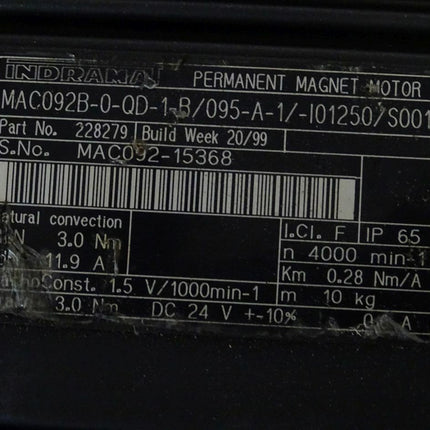 INDRAMAT PERMANENT MAGNET MOTOR
MAC092B-0-QD-1-B/095-A-1/-I01250/S001
Part No. 228279 Build Week 20/99
S.No. MAC092-15368
natural convection I.Cl. F IP 65
N 3.0 Nm n 4000 min-1
11.9 A Km 0.28 Nm/A
TachoConst. 1.5 V/1000min-1 m 10 kg
3.0 Nm DC 24 V +-10% A